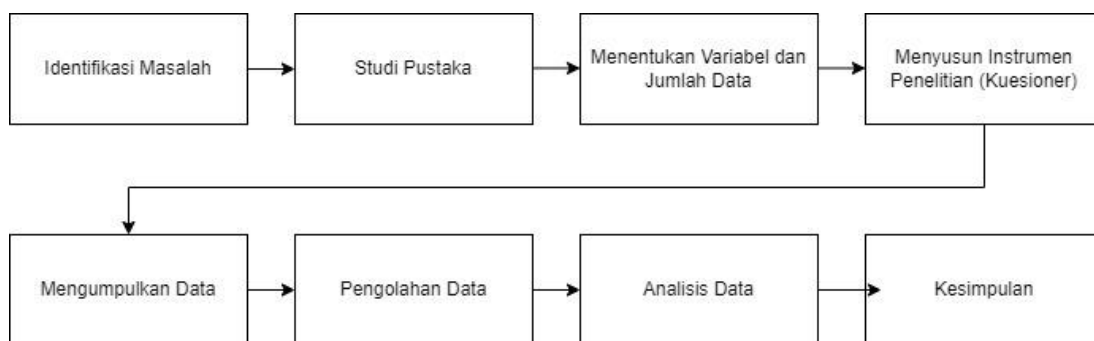 Identifikasi Masalah
Studi Pustaka
Menentukan Variabel dan
Jumlah Data
Menyusun Instrumen
Penelitian (Kuesioner)
Mengumpulkan Data
Pengolahan Data
Analisis Data
Kesimpulan